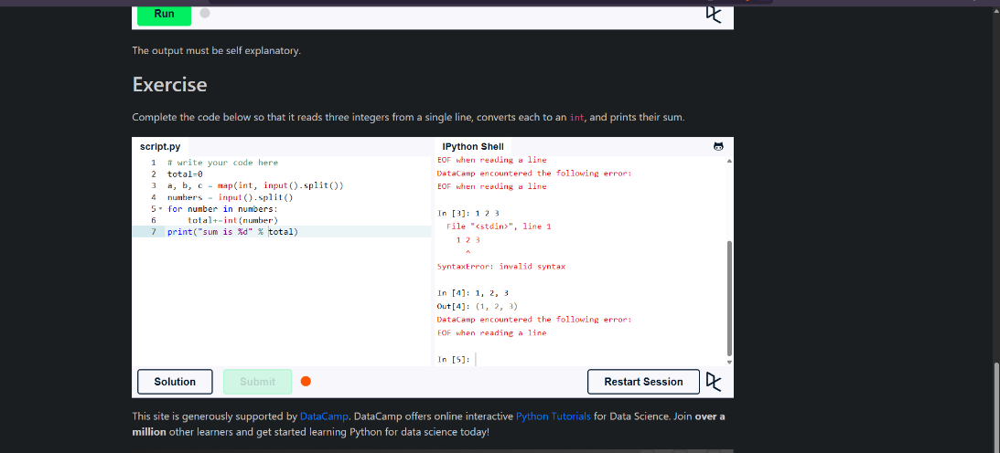 Run
The output must be self explanatory.
Exercise
Complete the code below so that it reads three integers from a single line, converts each to an int, and prints their sum.
script.py
1 # write your code here
2 total=0
3 a, b, c = map(int, input().split())
4 numbers = input().split()
5 for number in numbers:
6 total+=int(number)
7 print("sum is %d" % total)
IPython Shell
EOF when reading a line
DataCamp encountered the following error:
EOF when reading a line
In [3]: 1 2 3
File "<stdin>", line 1
1 2 3
^
SyntaxError: invalid syntax
In [4]: 1, 2, 3
Out[4]: (1, 2, 3)
DataCamp encountered the following error:
EOF when reading a line
In [5]:
Solution
Submit
Restart Session
This site is generously supported by DataCamp. DataCamp offers online interactive Python Tutorials for Data Science. Join over a
million other learners and get started learning Python for data science today!